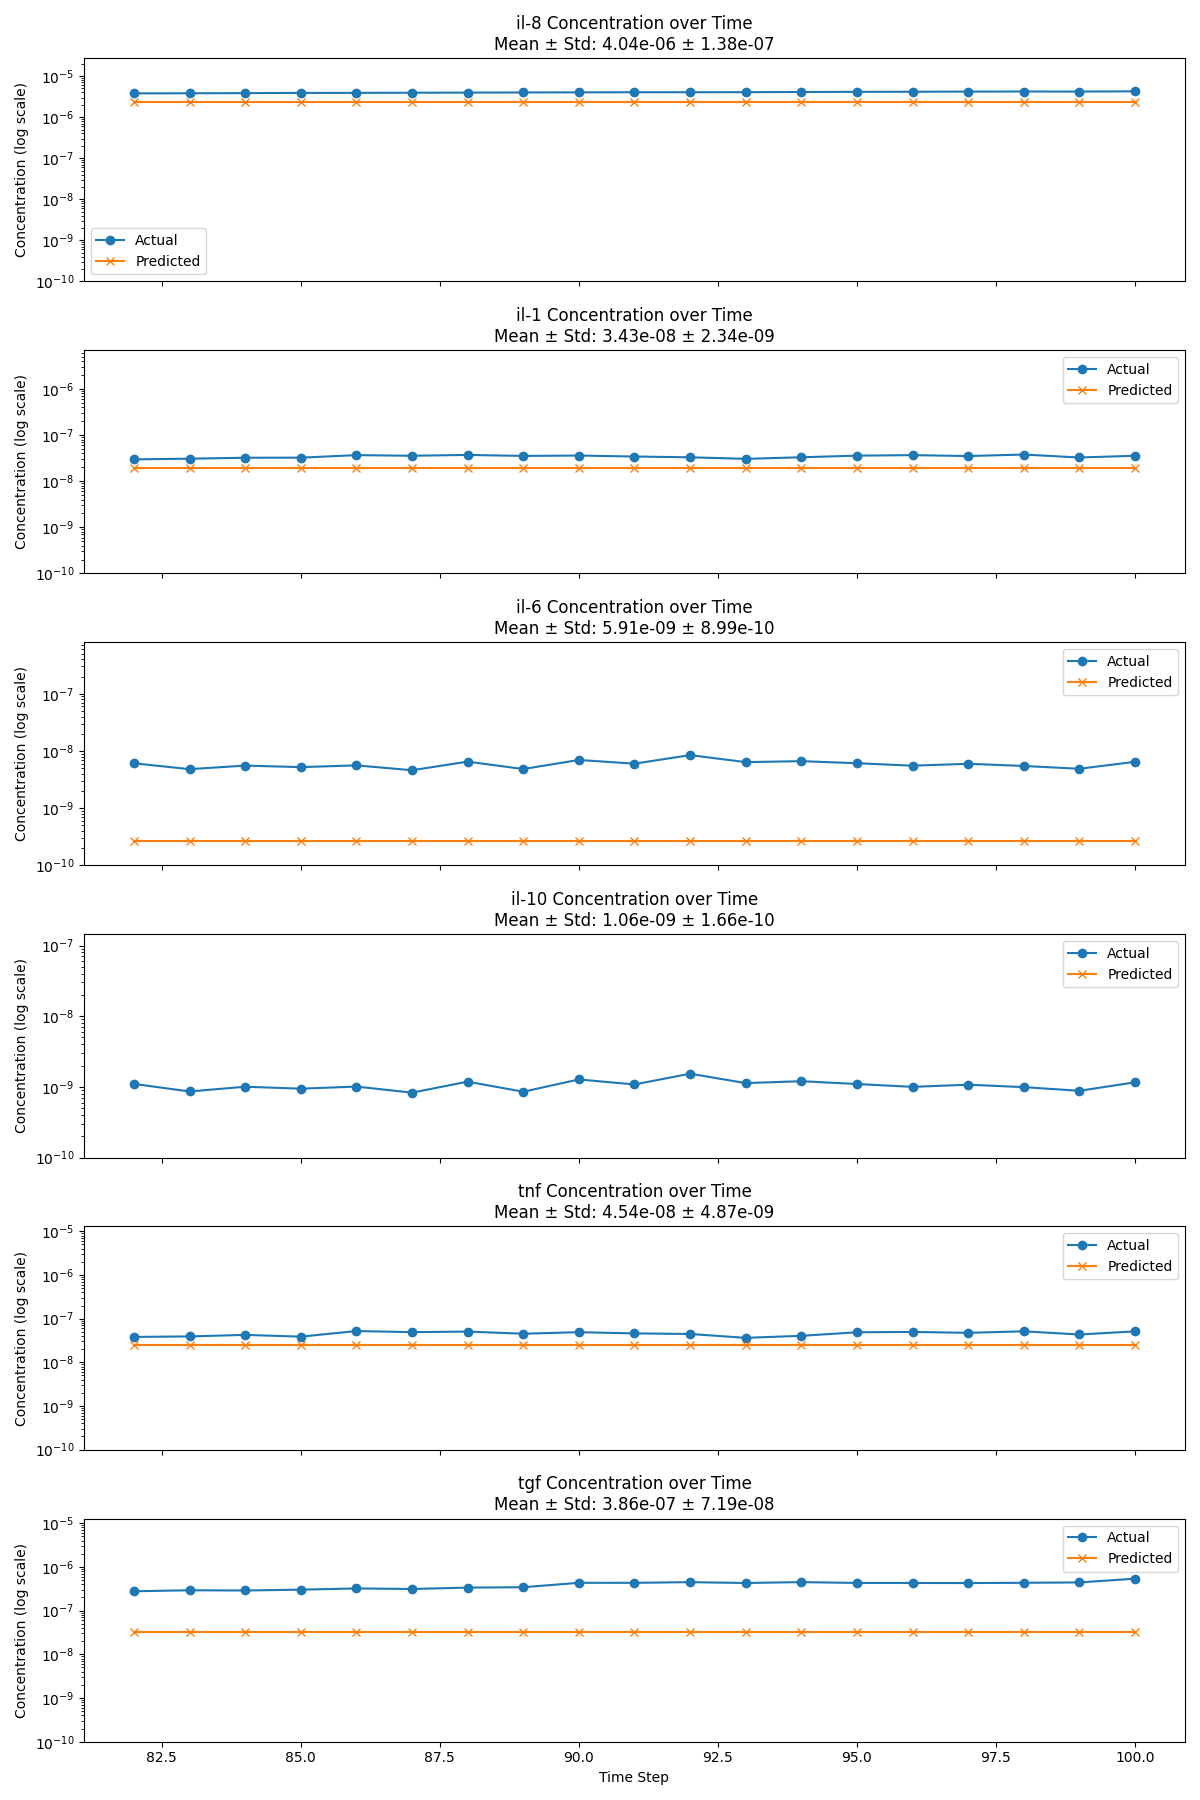 il-8 Concentration over Time
Mean ± Std: 4.04e-06 ± 1.38e-07
Concentration (log scale)
10⁻⁵
10⁻⁶
10⁻⁷
10⁻⁸
10⁻⁹
10⁻¹⁰
Actual
Predicted
il-1 Concentration over Time
Mean ± Std: 3.43e-08 ± 2.34e-09
Concentration (log scale)
10⁻⁶
10⁻⁷
10⁻⁸
10⁻⁹
10⁻¹⁰
Actual
Predicted
il-6 Concentration over Time
Mean ± Std: 5.91e-09 ± 8.99e-10
Concentration (log scale)
10⁻⁷
10⁻⁸
10⁻⁹
10⁻¹⁰
Actual
Predicted
il-10 Concentration over Time
Mean ± Std: 1.06e-09 ± 1.66e-10
Concentration (log scale)
10⁻⁷
10⁻⁸
10⁻⁹
10⁻¹⁰
Actual
Predicted
tnf Concentration over Time
Mean ± Std: 4.54e-08 ± 4.87e-09
Concentration (log scale)
10⁻⁵
10⁻⁶
10⁻⁷
10⁻⁸
10⁻⁹
10⁻¹⁰
Actual
Predicted
tgf Concentration over Time
Mean ± Std: 3.86e-07 ± 7.19e-08
Concentration (log scale)
10⁻⁵
10⁻⁶
10⁻⁷
10⁻⁸
10⁻⁹
10⁻¹⁰
Actual
Predicted
82.5 85.0 87.5 90.0 92.5 95.0 97.5 100.0
Time Step